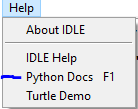 Help
About IDLE
IDLE Help
Python Docs F1
Turtle Demo